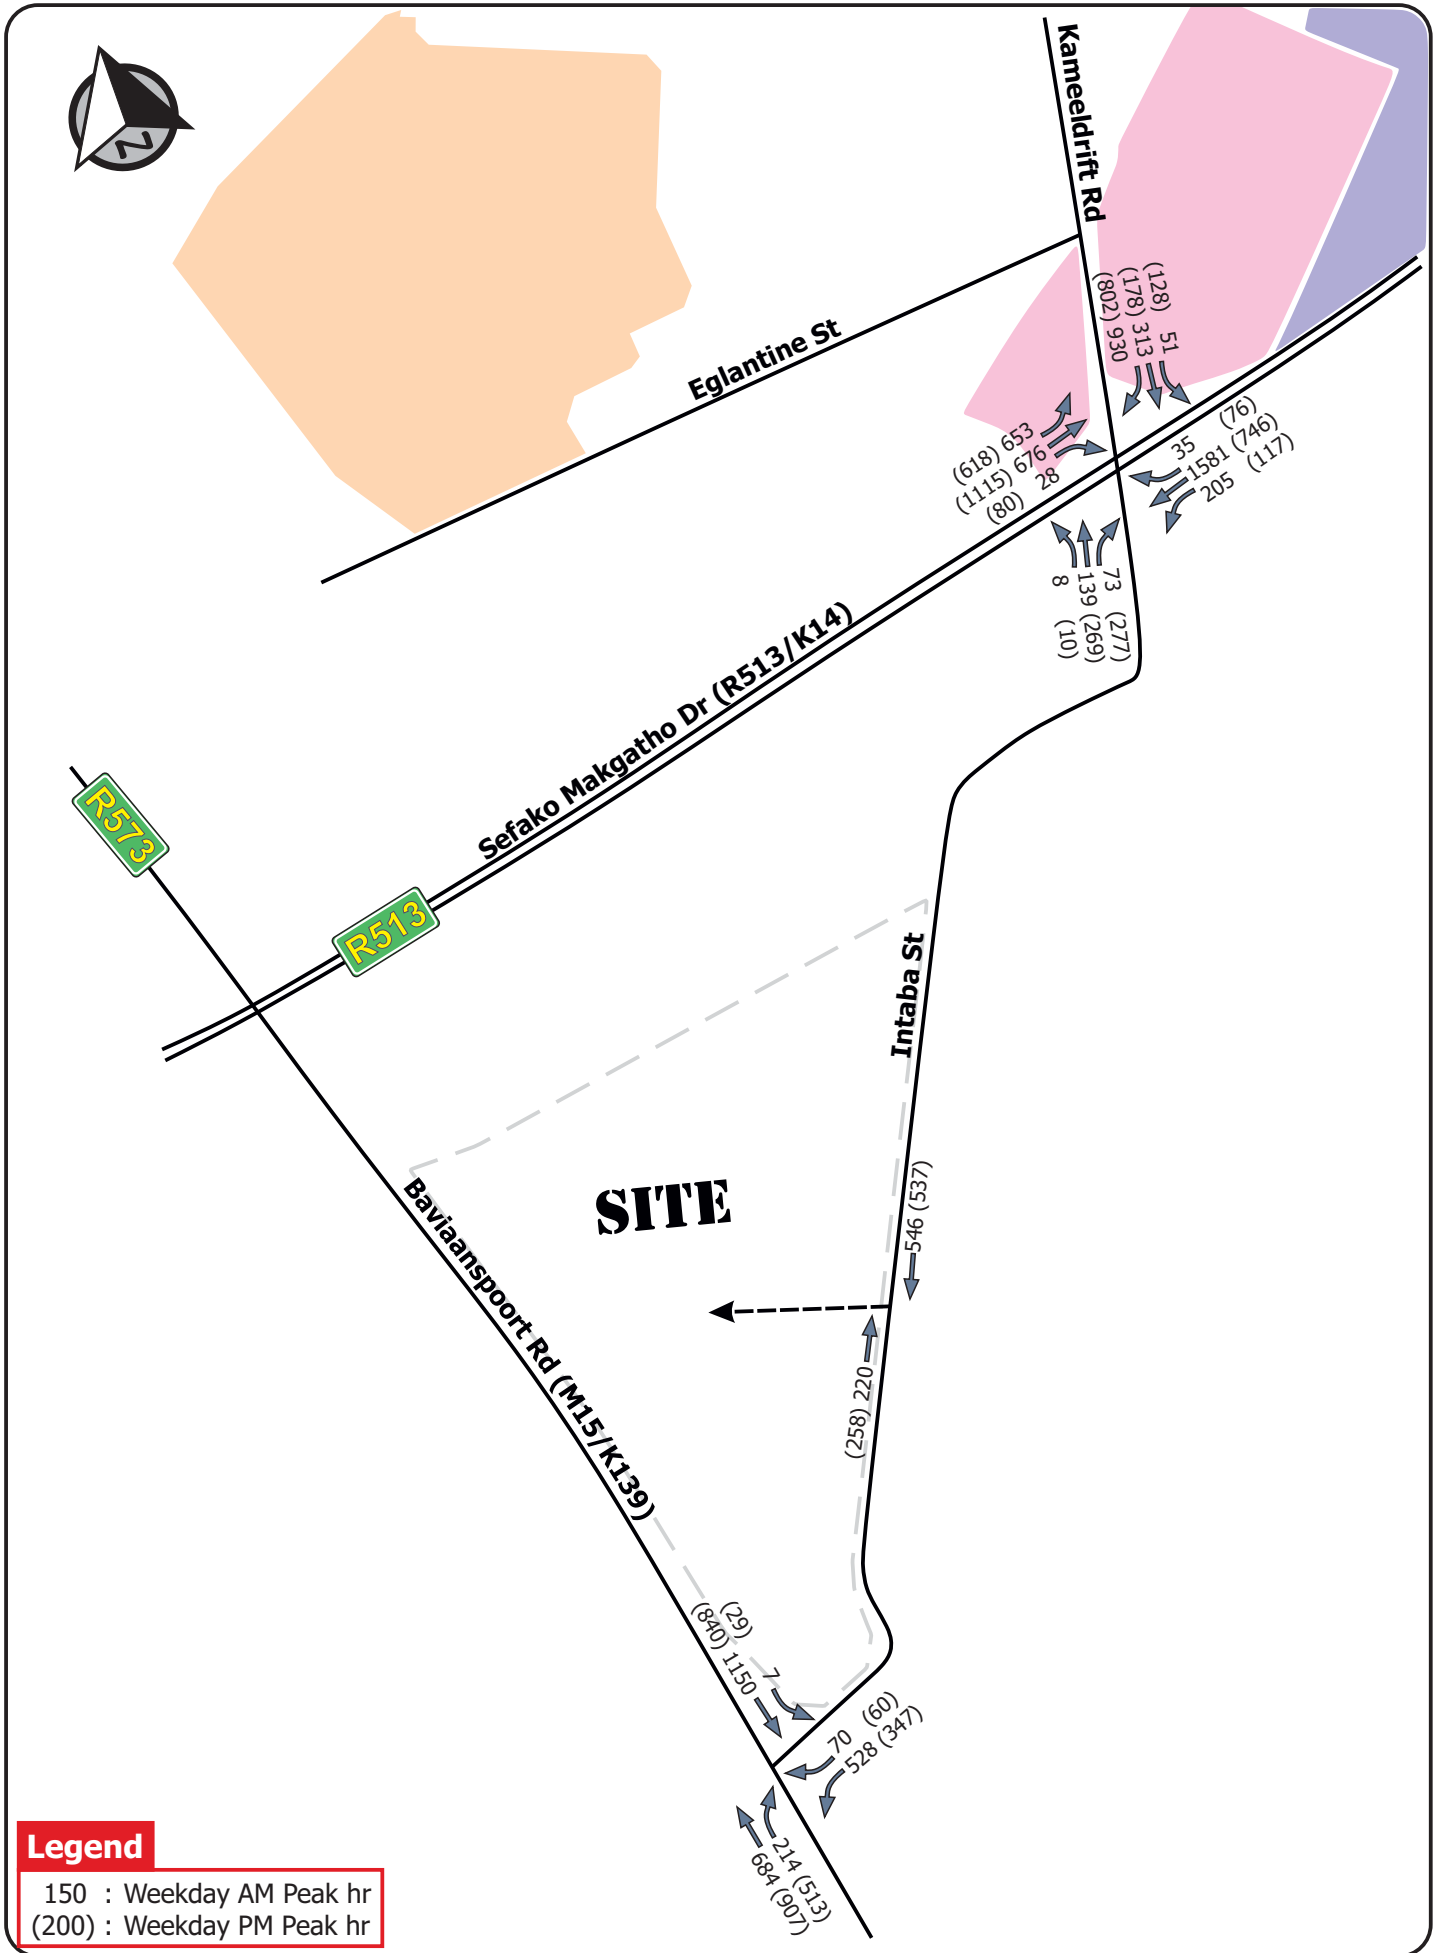 N
Kameeldrift Rd
(128) 51
(178) 313
(802) 930
Eglantine St
(618) 653
(1115) 676
(80) 28
35 (76)
1581 (746)
205 (117)
8 (10)
139 (269)
73 (277)
Sefako Makgatho Dr (R513/K14)
R573
R513
Intaba St
546 (537)
SITE
Baviaanspoort Rd (M15/K139)
(258) 220
(29) 7
(840) 1150
70 (60)
528 (347)
214 (513)
684 (907)
Legend
150 : Weekday AM Peak hr
(200) : Weekday PM Peak hr